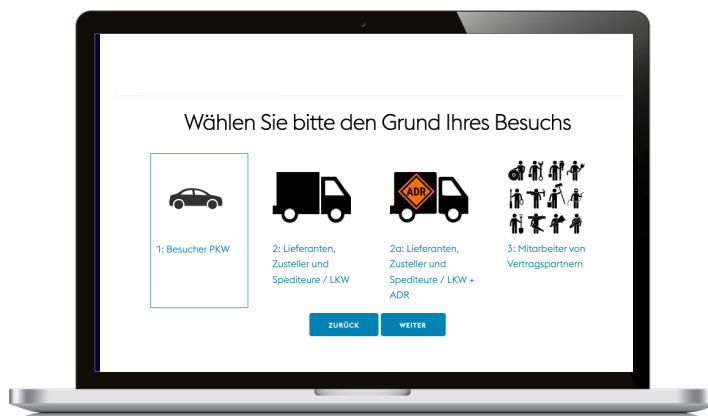 Wählen Sie bitte den Grund Ihres Besuchs
ADR
1: Besucher PKW
2: Lieferanten,
Zusteller und
Spediteure / LKW
2a: Lieferanten,
Zusteller und
Spediteure / LKW +
ADR
3: Mitarbeiter von
Vertragspartnern
ZURÜCK
WEITER